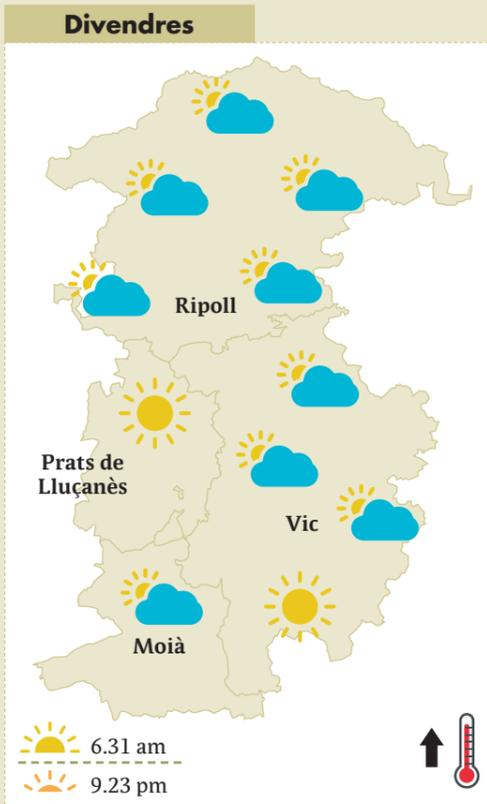 Divendres
Ripoll
Prats de
Lluçanès
Vic
Moià
6.31 am
9.23 pm